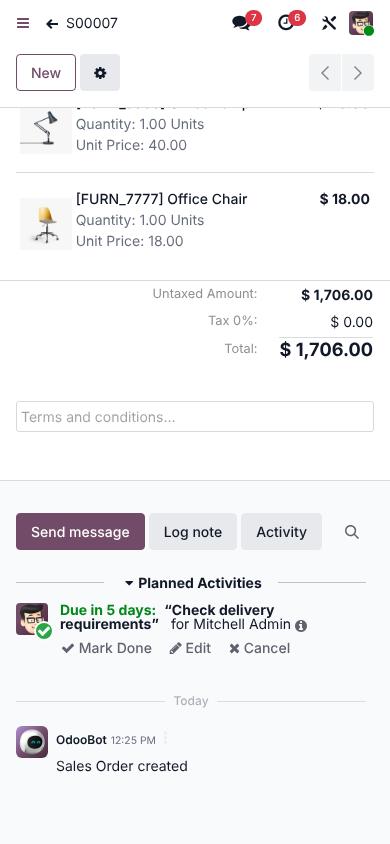 S00007
7
6
New
Quantity: 1.00 Units
Unit Price: 40.00
[FURN_7777] Office Chair
$ 18.00
Quantity: 1.00 Units
Unit Price: 18.00
Untaxed Amount: $ 1,706.00
Tax 0%: $ 0.00
Total: $ 1,706.00
Terms and conditions...
Send message
Log note
Activity
Planned Activities
Due in 5 days: “Check delivery
requirements” for Mitchell Admin
Mark Done Edit Cancel
Today
OdooBot 12:25 PM
Sales Order created